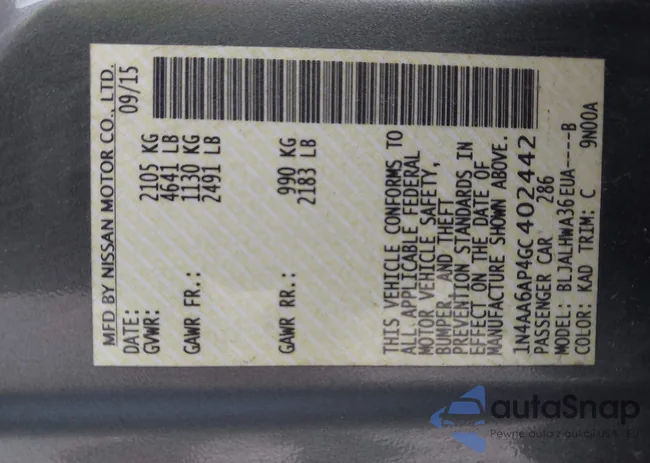 MFD BY NISSAN MOTOR CO., LTD.
DATE: 09/15
GVWR: 2105 KG
4641 LB
GAWR FR.: 1130 KG
2491 LB
GAWR RR.: 990 KG
2183 LB
THIS VEHICLE CONFORMS TO
ALL APPLICABLE FEDERAL
MOTOR VEHICLE SAFETY,
BUMPER AND THEFT
PREVENTION STANDARDS IN
EFFECT ON THE DATE OF
MANUFACTURE SHOWN ABOVE.
1N4AA6AP4GC402442
PASSENGER CAR 286
MODEL: BLJALHWA36EUA----B
COLOR: KAD TRIM: C 9N00A
autaSnap